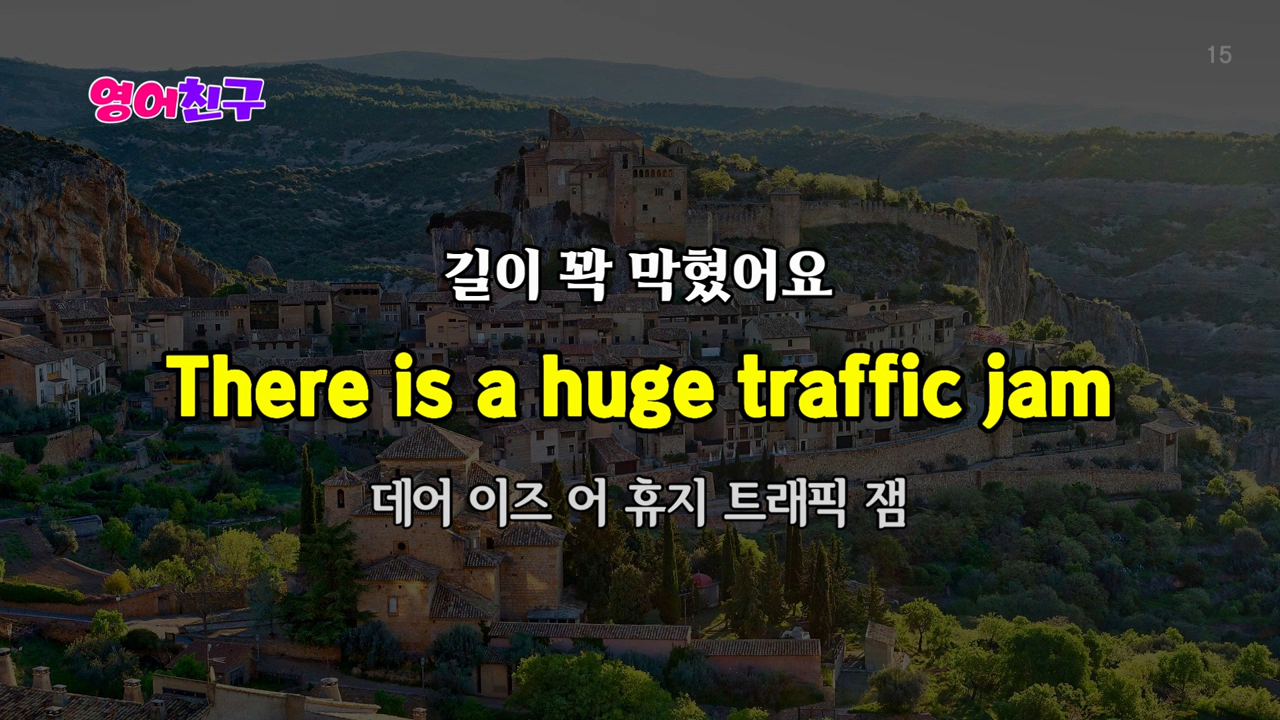 15
영어친구
길이 꽉 막혔어요
There is a huge traffic jam
데어 이즈 어 휴지 트래픽 잼